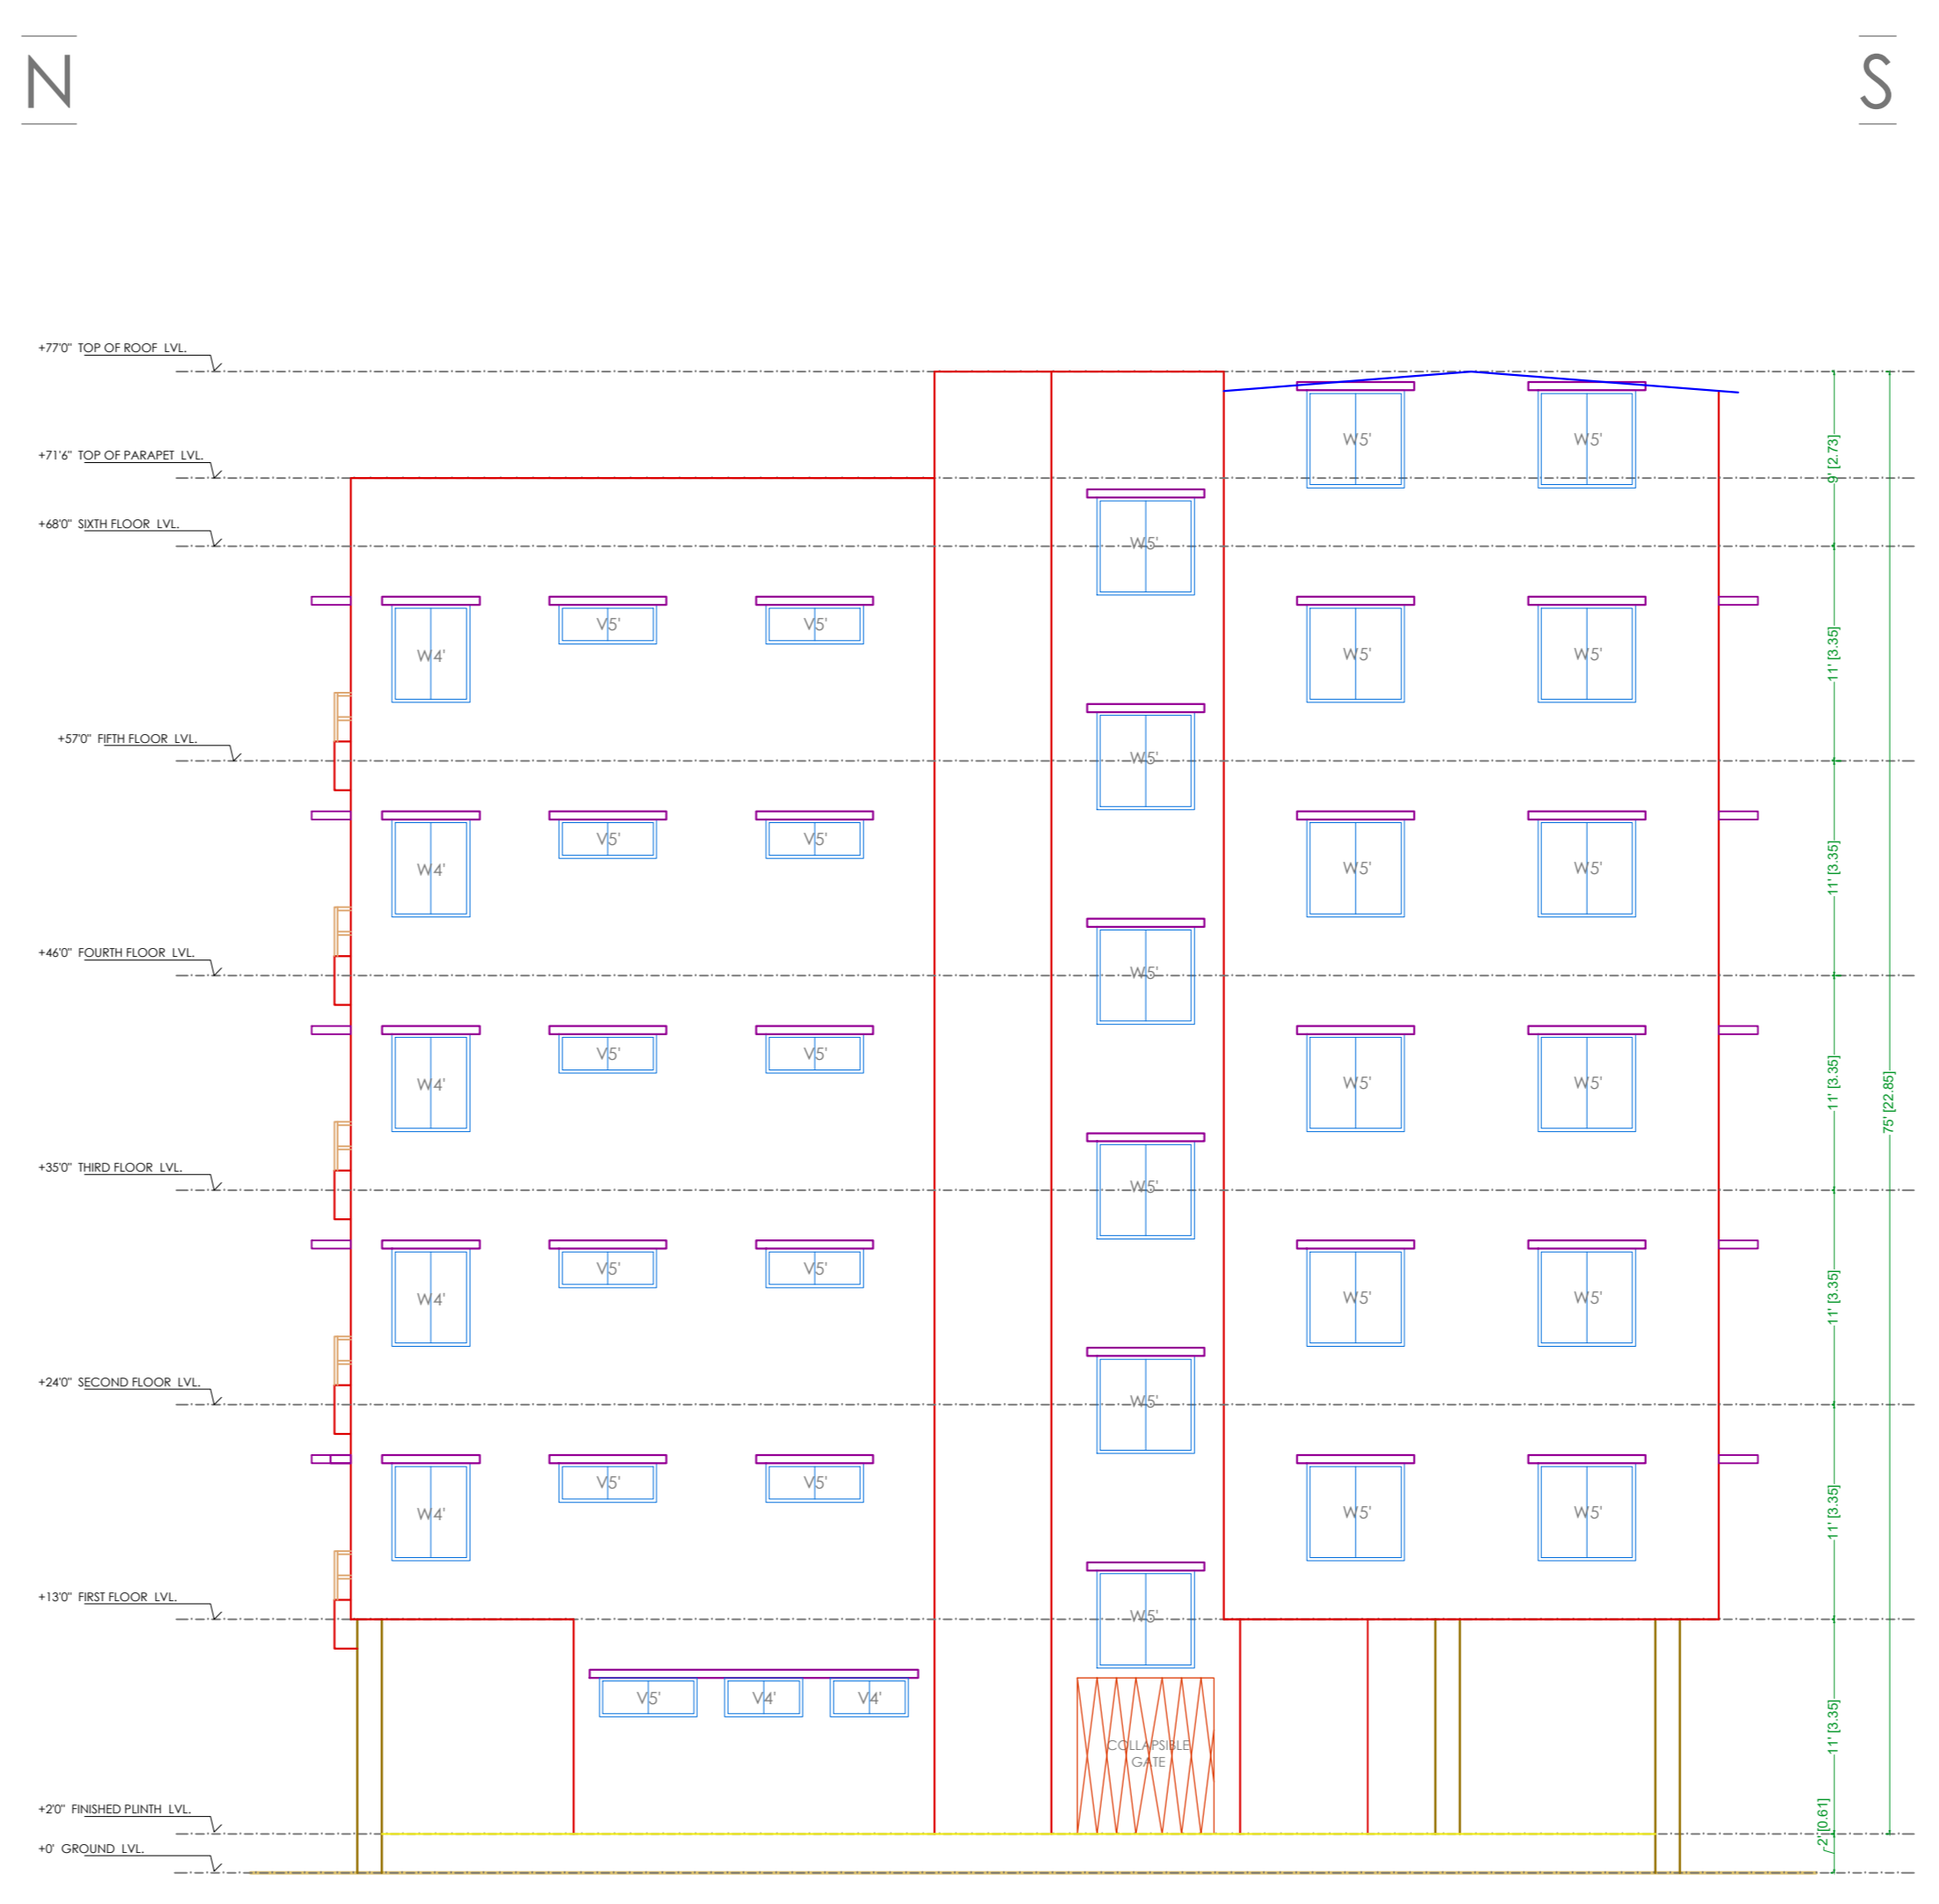 N
S
+77'0" TOP OF ROOF LVL.
+71'6" TOP OF PARAPET LVL.
W5' W5'
9' [2.73]
+68'0" SIXTH FLOOR LVL.
W5'
W4' V5' V5' W5' W5'
11' [3.35]
+57'0" FIFTH FLOOR LVL.
W5'
W4' V5' V5' W5' W5'
11' [3.35]
+46'0" FOURTH FLOOR LVL.
W5'
W4' V5' V5' W5' W5'
11' [3.35]
75' [22.85]
+35'0" THIRD FLOOR LVL.
W5'
W4' V5' V5' W5' W5'
11' [3.35]
+24'0" SECOND FLOOR LVL.
W5'
W4' V5' V5' W5' W5'
11' [3.35]
+13'0" FIRST FLOOR LVL.
W5'
V5' V4' V4'
COLLAPSIBLE
GATE
11' [3.35]
+2'0" FINISHED PLINTH LVL.
2' [0.61]
+0' GROUND LVL.